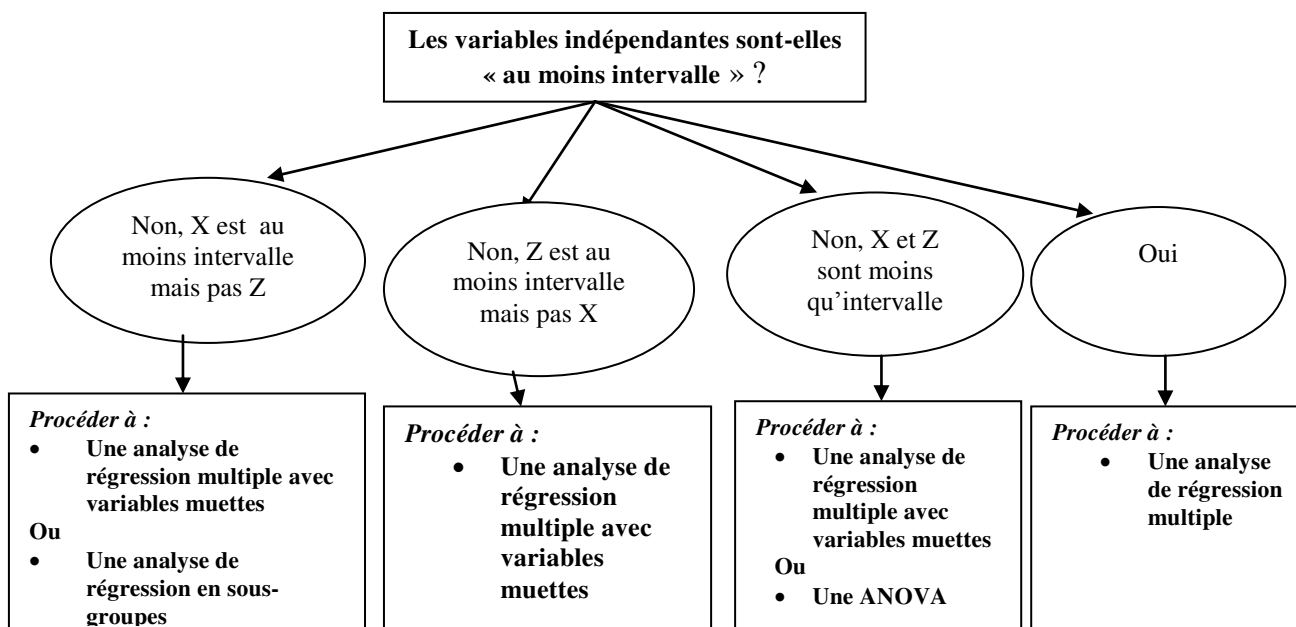 Les variables indépendantes sont-elles
« au moins intervalle » ?
Non, X est au
moins intervalle
mais pas Z
Non, Z est au
moins intervalle
mais pas X
Non, X et Z
sont moins
qu’intervalle
Oui
Procéder à :
• Une analyse de
régression multiple avec
variables muettes
Ou
• Une analyse de
régression en sous-
groupes
Procéder à :
• Une analyse de
régression
multiple avec
variables
muettes
Procéder à :
• Une analyse de
régression
multiple avec
variables muettes
Ou
• Une ANOVA
Procéder à :
• Une analyse
de régression
multiple